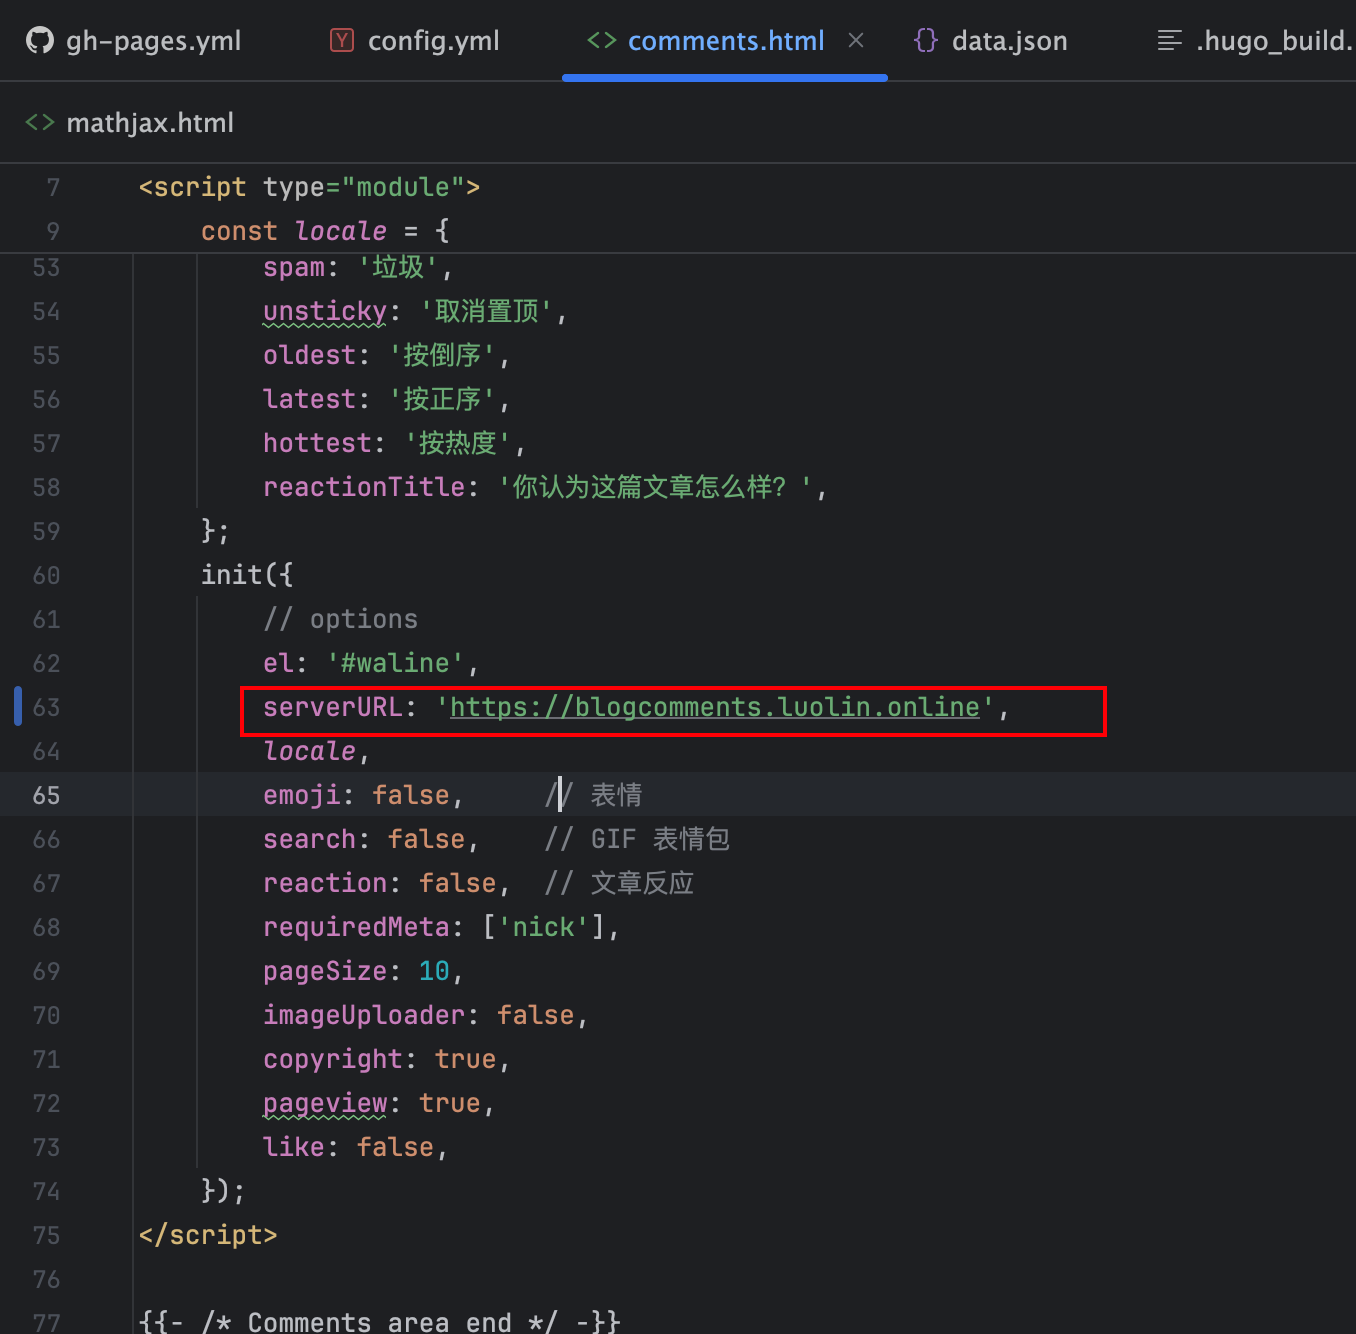 gh-pages.yml config.yml comments.html data.json .hugo_build.
mathjax.html
7 <script type="module">
9 const locale = {
53 spam: '垃圾',
54 unsticky: '取消置顶',
55 oldest: '按倒序',
56 latest: '按正序',
57 hottest: '按热度',
58 reactionTitle: '你认为这篇文章怎么样？',
59 };
60 init({
61 // options
62 el: '#waline',
63 serverURL: 'https://blogcomments.luolin.online',
64 locale,
65 emoji: false, // 表情
66 search: false, // GIF 表情包
67 reaction: false, // 文章反应
68 requiredMeta: ['nick'],
69 pageSize: 10,
70 imageUploader: false,
71 copyright: true,
72 pageview: true,
73 like: false,
74 });
75 </script>
76
77 {{- /* Comments area end */ -}}